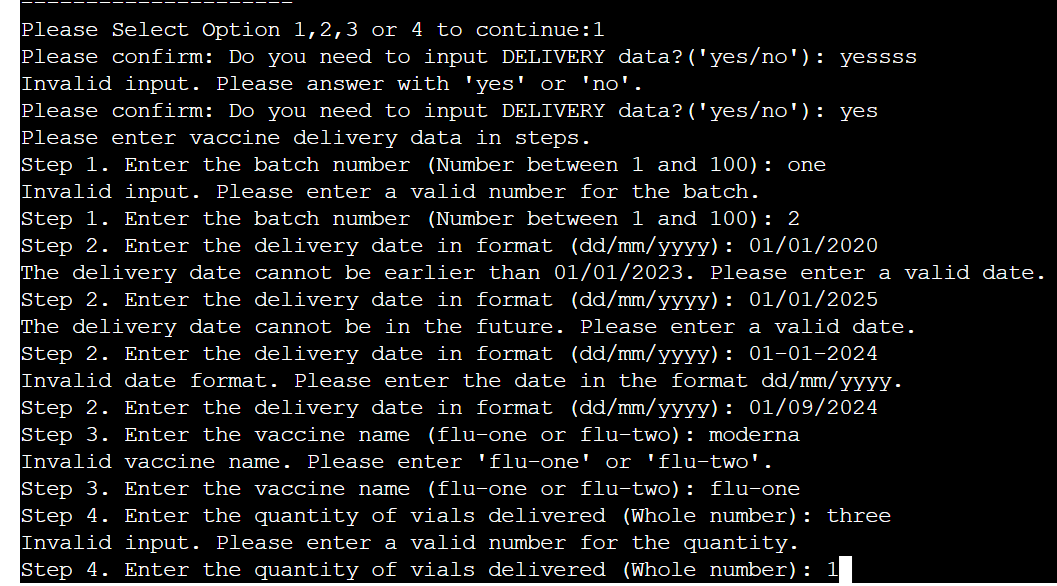 ---------------------
Please Select Option 1,2,3 or 4 to continue:1
Please confirm: Do you need to input DELIVERY data?('yes/no'): yessss
Invalid input. Please answer with 'yes' or 'no'.
Please confirm: Do you need to input DELIVERY data?('yes/no'): yes
Please enter vaccine delivery data in steps.
Step 1. Enter the batch number (Number between 1 and 100): one
Invalid input. Please enter a valid number for the batch.
Step 1. Enter the batch number (Number between 1 and 100): 2
Step 2. Enter the delivery date in format (dd/mm/yyyy): 01/01/2020
The delivery date cannot be earlier than 01/01/2023. Please enter a valid date.
Step 2. Enter the delivery date in format (dd/mm/yyyy): 01/01/2025
The delivery date cannot be in the future. Please enter a valid date.
Step 2. Enter the delivery date in format (dd/mm/yyyy): 01-01-2024
Invalid date format. Please enter the date in the format dd/mm/yyyy.
Step 2. Enter the delivery date in format (dd/mm/yyyy): 01/09/2024
Step 3. Enter the vaccine name (flu-one or flu-two): moderna
Invalid vaccine name. Please enter 'flu-one' or 'flu-two'.
Step 3. Enter the vaccine name (flu-one or flu-two): flu-one
Step 4. Enter the quantity of vials delivered (Whole number): three
Invalid input. Please enter a valid number for the quantity.
Step 4. Enter the quantity of vials delivered (Whole number): 1